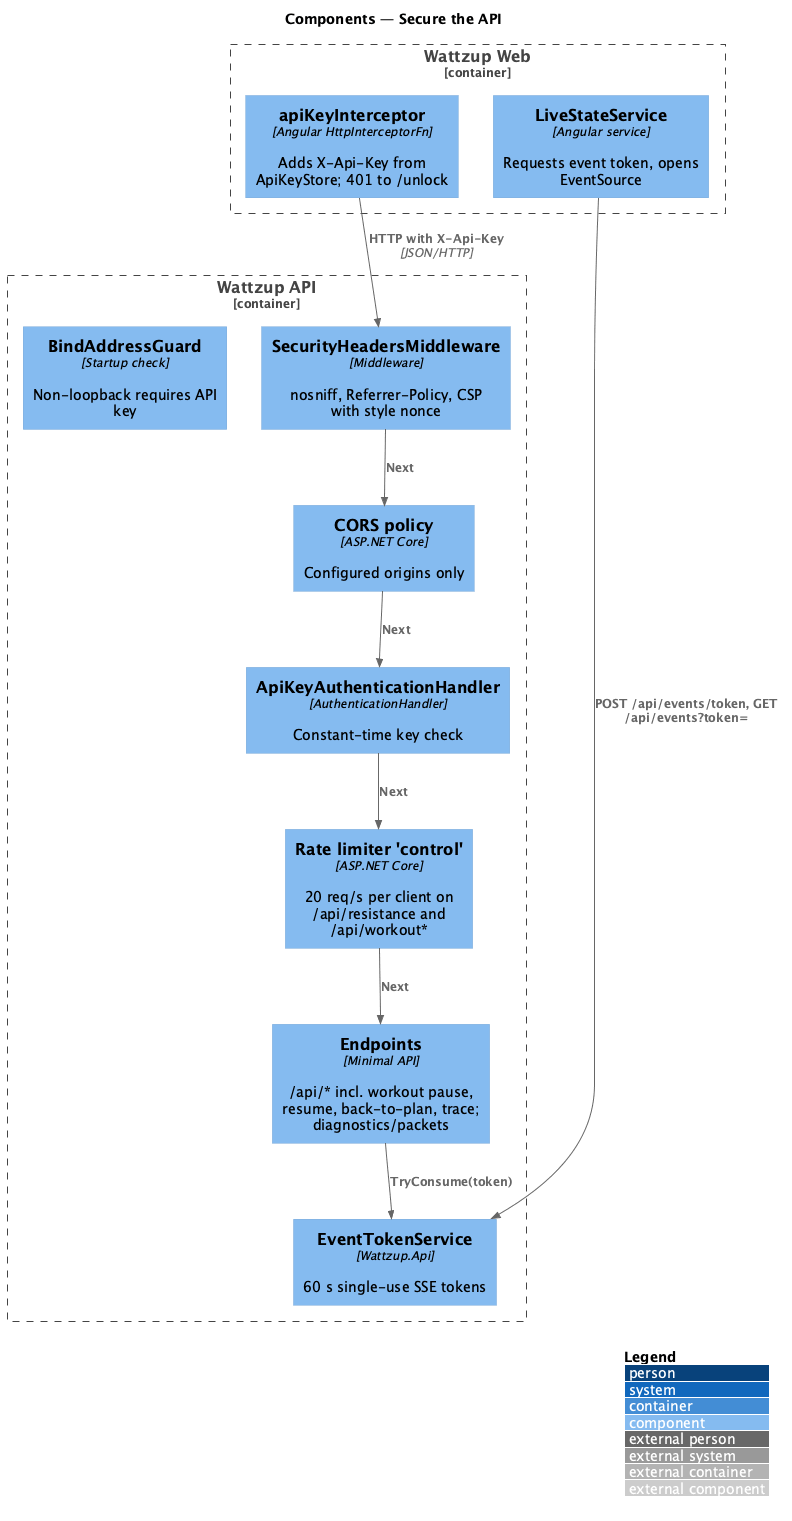 Components — Secure the API
Wattzup Web
[container]
apiKeyInterceptor
[Angular HttpInterceptorFn]
Adds X-Api-Key from
ApiKeyStore; 401 to /unlock
LiveStateService
[Angular service]
Requests event token, opens
EventSource
HTTP with X-Api-Key
[JSON/HTTP]
Wattzup API
[container]
BindAddressGuard
[Startup check]
Non-loopback requires API
key
SecurityHeadersMiddleware
[Middleware]
nosniff, Referrer-Policy, CSP
with style nonce
Next
CORS policy
[ASP.NET Core]
Configured origins only
Next
ApiKeyAuthenticationHandler
[AuthenticationHandler]
Constant-time key check
POST /api/events/token, GET
/api/events?token=
Next
Rate limiter 'control'
[ASP.NET Core]
20 req/s per client on
/api/resistance and
/api/workout*
Next
Endpoints
[Minimal API]
/api/* incl. workout pause,
resume, back-to-plan, trace;
diagnostics/packets
TryConsume(token)
EventTokenService
[Wattzup.Api]
60 s single-use SSE tokens
Legend
person
system
container
component
external person
external system
external container
external component